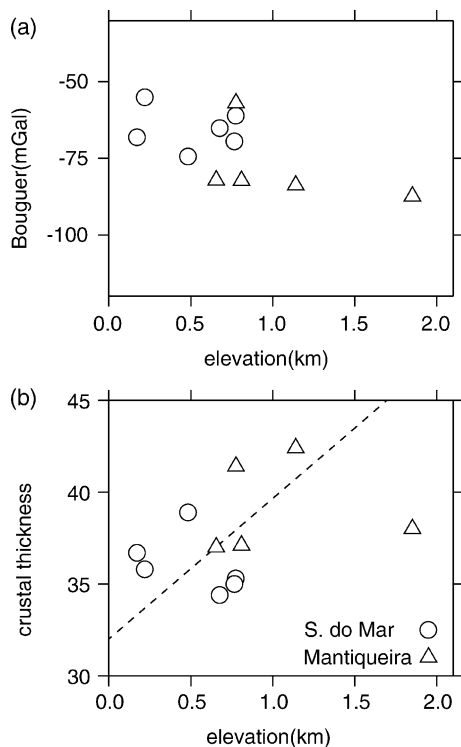 (a)
-50
-75
-100
Bouguer(mGal)
0.0 0.5 1.0 1.5 2.0
elevation(km)
(b)
45
40
35
30
crustal thickness
S. do Mar
Mantiqueira
0.0 0.5 1.0 1.5 2.0
elevation(km)